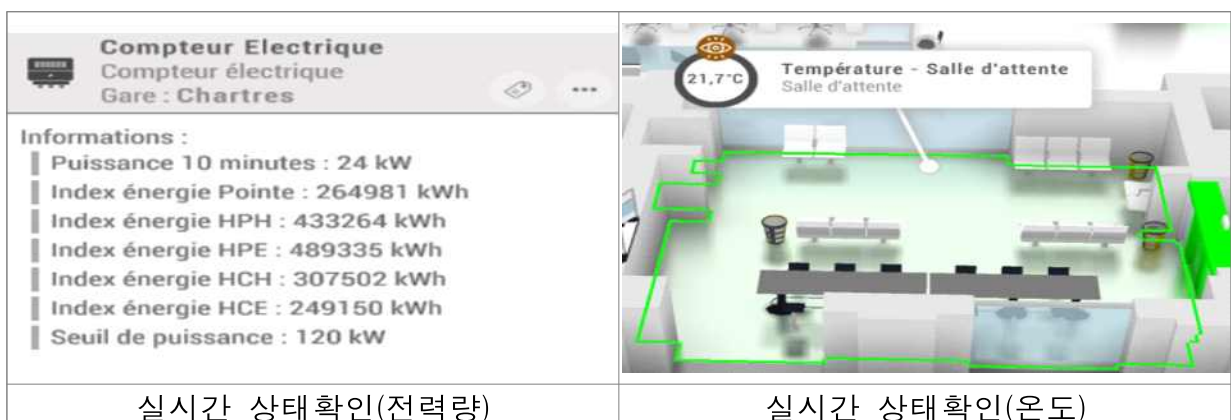 Compteur Electrique
Compteur électrique
Gare : Chartres
Informations :
Puissance 10 minutes : 24 kW
Index énergie Pointe : 264981 kWh
Index énergie HPH : 433264 kWh
Index énergie HPE : 489335 kWh
Index énergie HCH : 307502 kWh
Index énergie HCE : 249150 kWh
Seuil de puissance : 120 kW
21,7°C
Température - Salle d'attente
Salle d'attente
실시간 상태확인(전력량)
실시간 상태확인(온도)